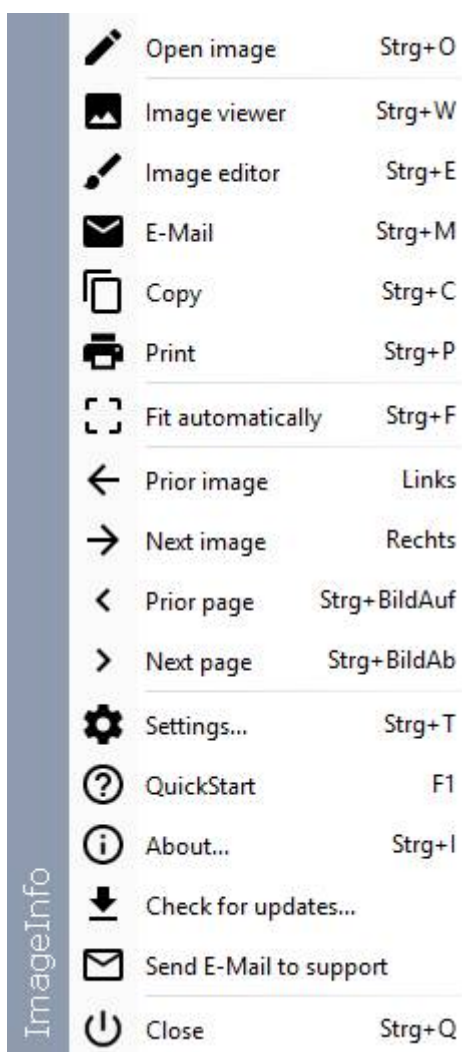 Open image Strg+O
Image viewer Strg+W
Image editor Strg+E
E-Mail Strg+M
Copy Strg+C
Print Strg+P
Fit automatically Strg+F
Prior image Links
Next image Rechts
Prior page Strg+BildAuf
Next page Strg+BildAb
Settings... Strg+T
QuickStart F1
About... Strg+I
Check for updates...
Send E-Mail to support
Close Strg+Q
ImageInfo